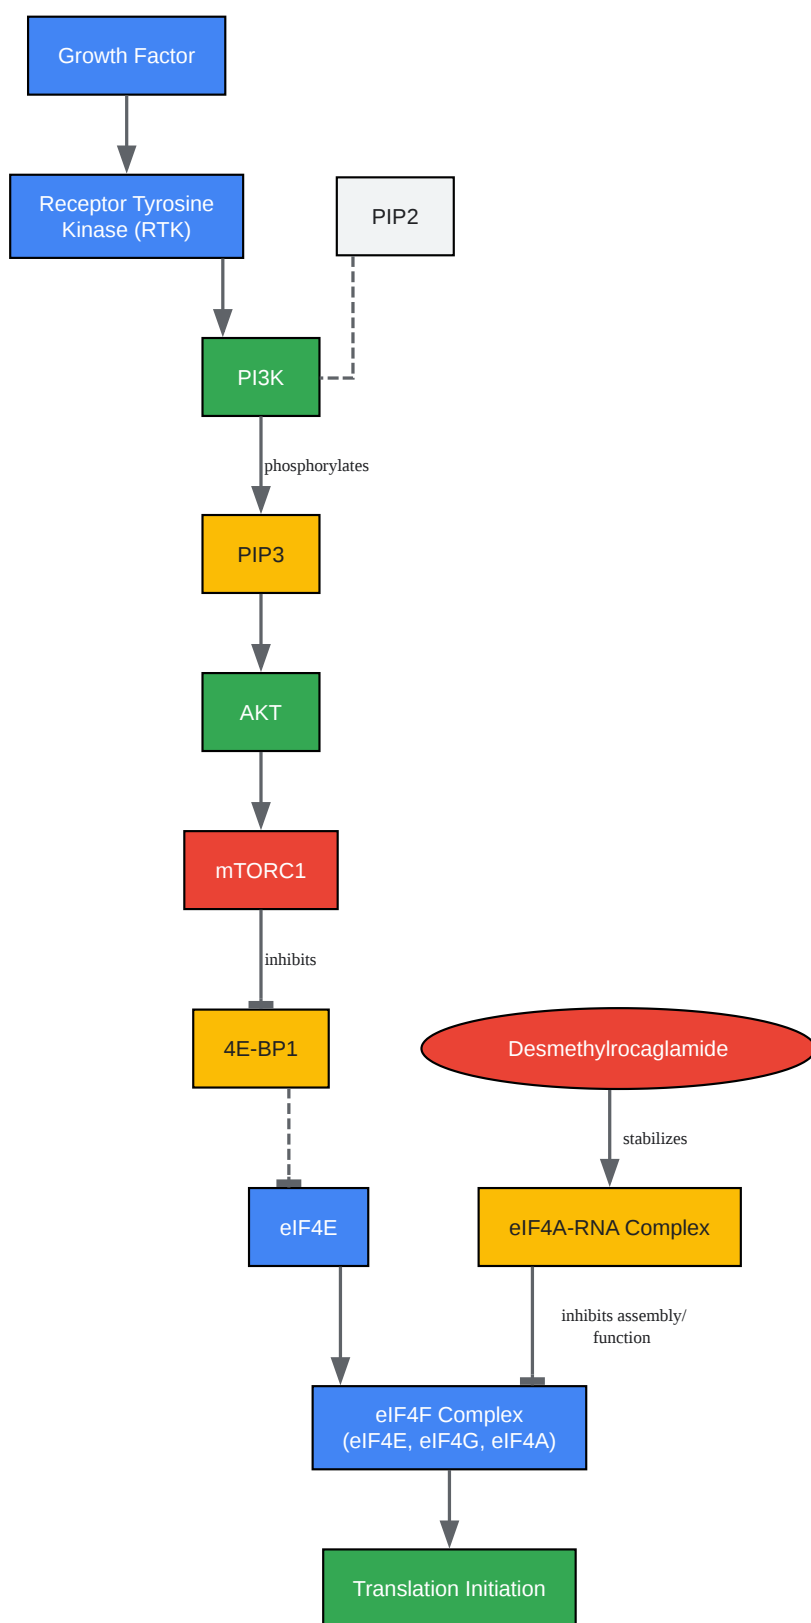 Growth Factor
Receptor Tyrosine
Kinase (RTK)
PIP2
PI3K
phosphorylates
PIP3
AKT
mTORC1
inhibits
4E-BP1
Desmethylrocaglamide
stabilizes
eIF4E
eIF4A-RNA Complex
inhibits assembly/
function
eIF4F Complex
(eIF4E, eIF4G, eIF4A)
Translation Initiation